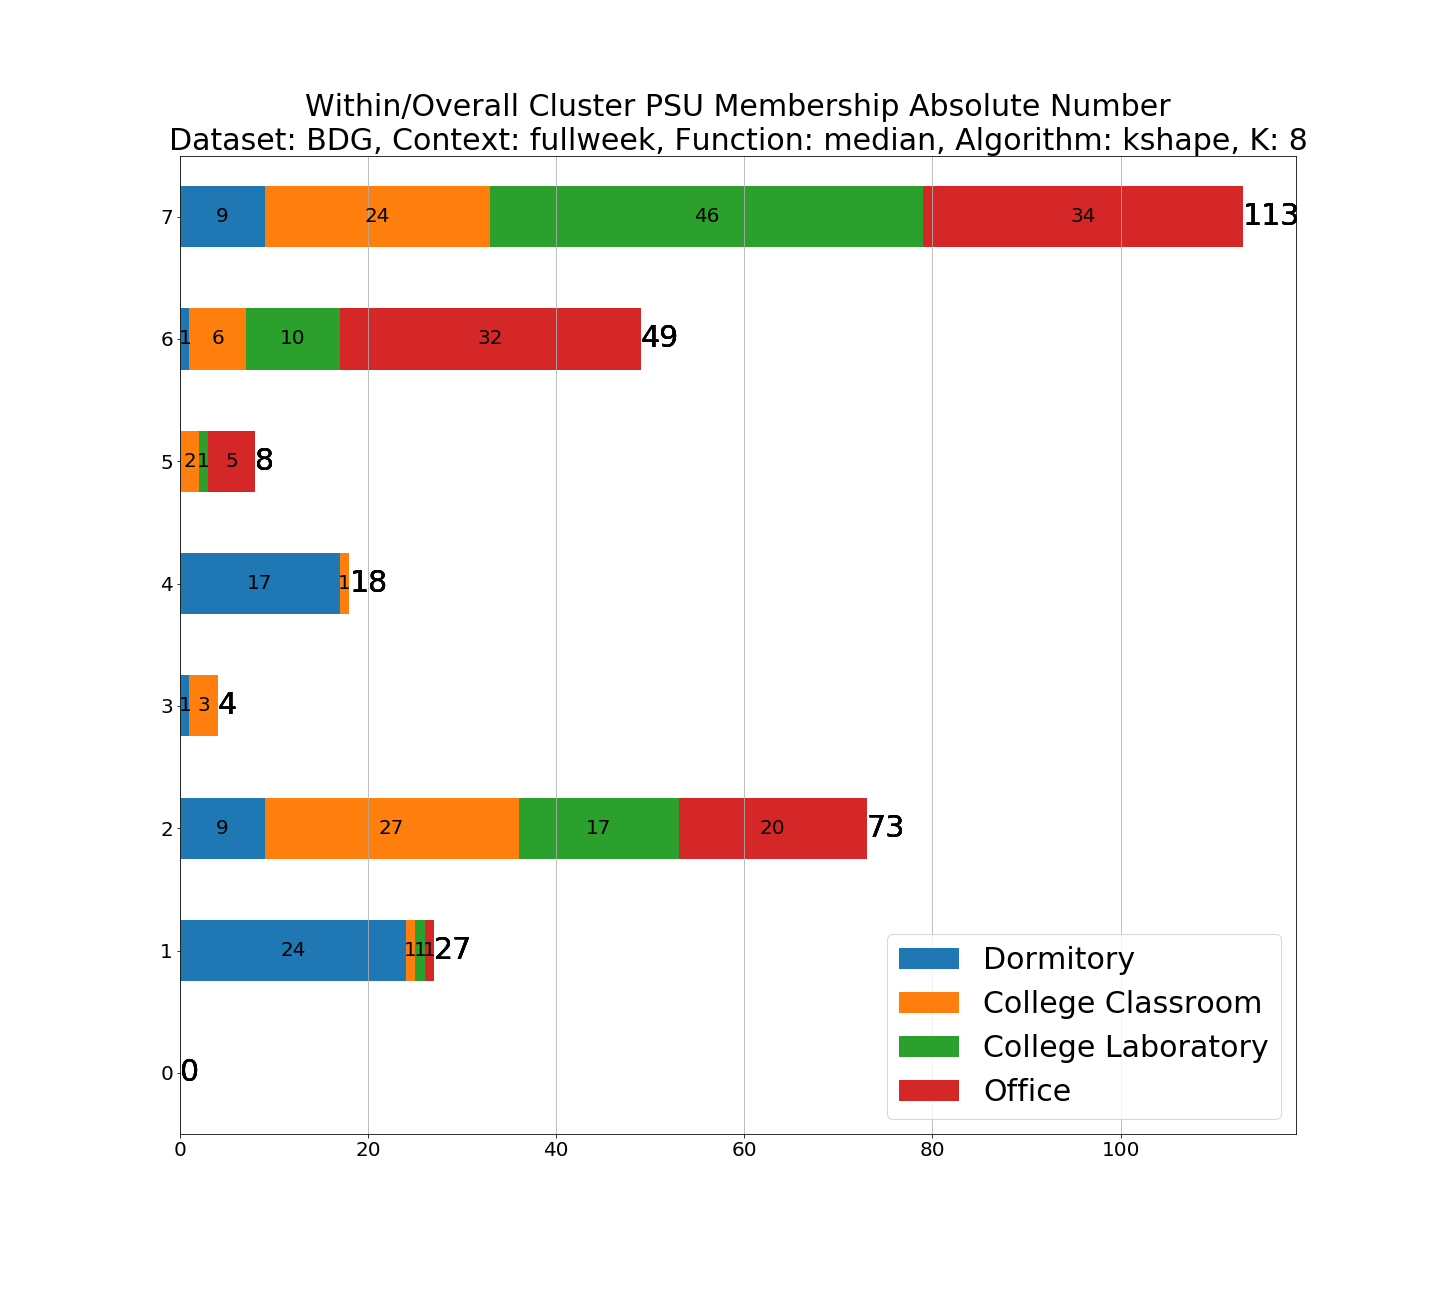 Within/Overall Cluster PSU Membership Absolute Number
Dataset: BDG, Context: fullweek, Function: median, Algorithm: kshape, K: 8
7 9 24 46 34 113
6 1 6 10 32 49
5 2 1 5 8
4 17 1 18
3 1 3 4
2 9 27 17 20 73
1 24 1 1 1 27
0 0
Dormitory
College Classroom
College Laboratory
Office
0 20 40 60 80 100